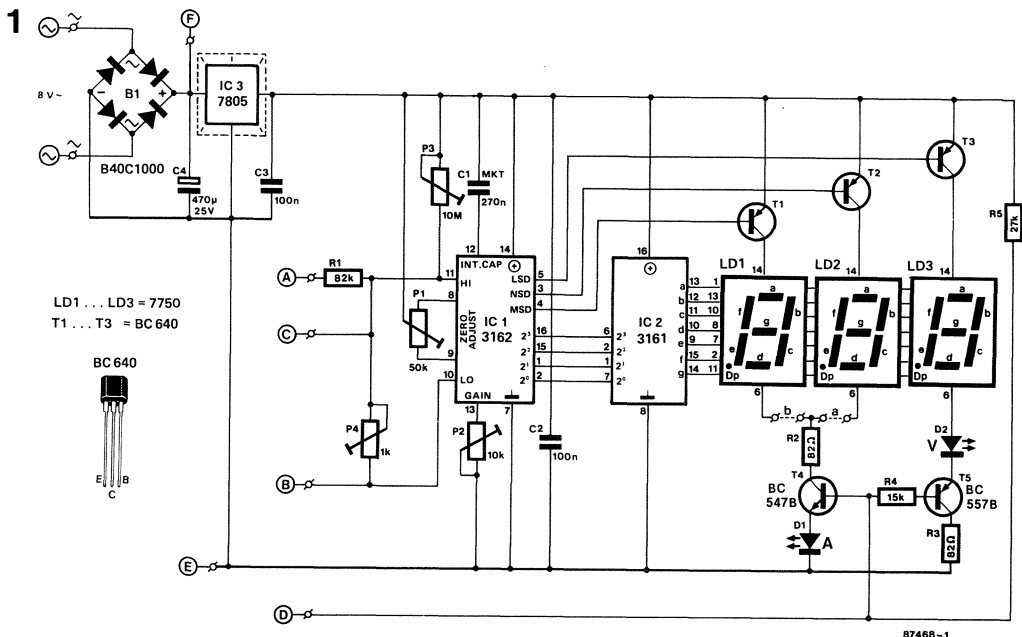 1
F
8 V~
B1
IC 3
7805
B40C1000
C4
470µ
25V
C3
100n
P3
10M
C1
MKT
270n
T1
T2
T3
R5
27k
A
R1
82k
C
P1
50k
P4
1k
B
P2
10k
12
14
INT.CAP
11
HI
8
ZERO
ADJUST
9
10
LO
GAIN
13
7
IC 1
3162
LSD
5
NSD
3
MSD
4
2³ 16
2² 15
2¹ 1
2⁰ 2
C2
100n
16
IC 2
3161
6 2³
2 2²
1 2¹
7 2⁰
8
a 13 1
b 12 13
c 11 10
d 10 8
e 9 7
f 15 2
g 14 11
LD1
LD2
LD3
14
14
14
a
f
b
g
e
c
d
Dp
a
f
b
g
e
c
d
Dp
a
f
b
g
e
c
d
Dp
6
6
6
b
a
R2
82Ω
T4
BC
547B
D1
A
R4
15k
D2
V
T5
BC
557B
R3
82Ω
LD1 . . . LD3 = 7750
T1 . . . T3 = BC 640
BC 640
E
C
B
E
D
87468-1